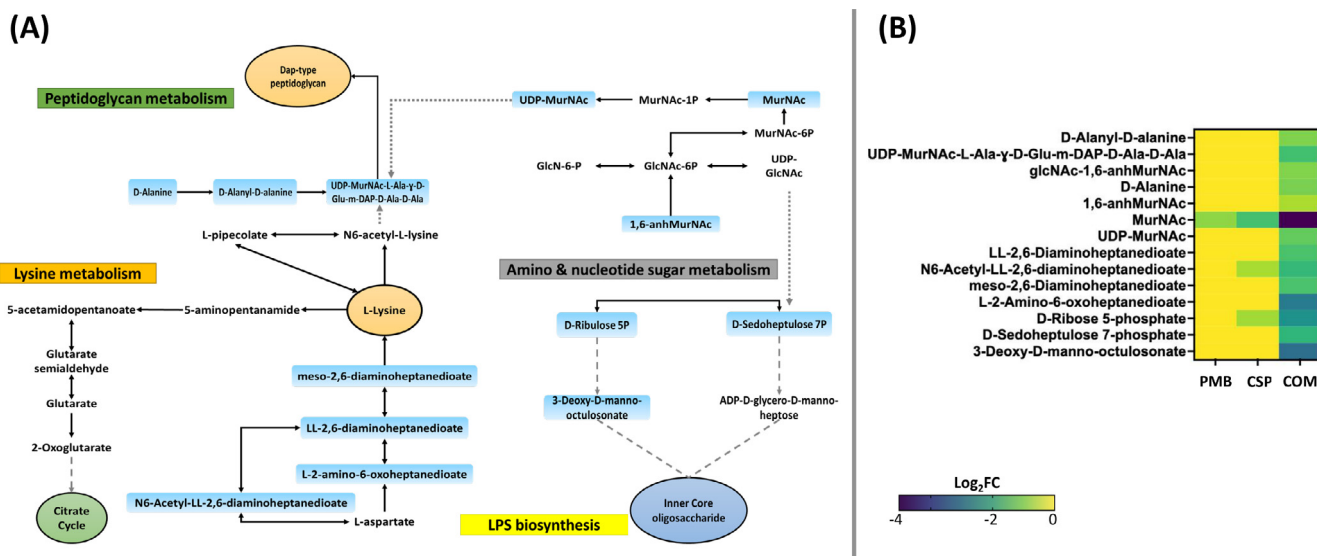 (A)
Dap-type
peptidoglycan
Peptidoglycan metabolism
UDP-MurNAc
MurNAc-1P
MurNAc
MurNAc-6P
GlcN-6-P
GlcNAc-6P
UDP-
GlcNAc
D-Alanine
D-Alanyl-D-alanine
UDP-MurNAc-L-Ala-γ-D-
Glu-m-DAP-D-Ala-D-Ala
1,6-anhMurNAc
L-pipecolate
N6-acetyl-L-lysine
Lysine metabolism
Amino & nucleotide sugar metabolism
5-acetamidopentanoate
5-aminopentanamide
L-Lysine
D-Ribulose 5P
D-Sedoheptulose 7P
Glutarate
semialdehyde
meso-2,6-diaminoheptanedioate
Glutarate
3-Deoxy-D-manno-
octulosonate
ADP-D-glycero-D-manno-
heptose
LL-2,6-diaminoheptanedioate
2-Oxoglutarate
L-2-amino-6-oxoheptanedioate
N6-Acetyl-LL-2,6-diaminoheptanedioate
L-aspartate
Citrate
Cycle
LPS biosynthesis
Inner Core
oligosaccharide
(B)
D-Alanyl-D-alanine
UDP-MurNAc-L-Ala-ɣ-D-Glu-m-DAP-D-Ala-D-Ala
glcNAc-1,6-anhMurNAc
D-Alanine
1,6-anhMurNAc
MurNAc
UDP-MurNAc
LL-2,6-Diaminoheptanedioate
N6-Acetyl-LL-2,6-diaminoheptanedioate
meso-2,6-Diaminoheptanedioate
L-2-Amino-6-oxoheptanedioate
D-Ribose 5-phosphate
D-Sedoheptulose 7-phosphate
3-Deoxy-D-manno-octulosonate
PMB CSP COM
Log₂FC
-4 -2 0